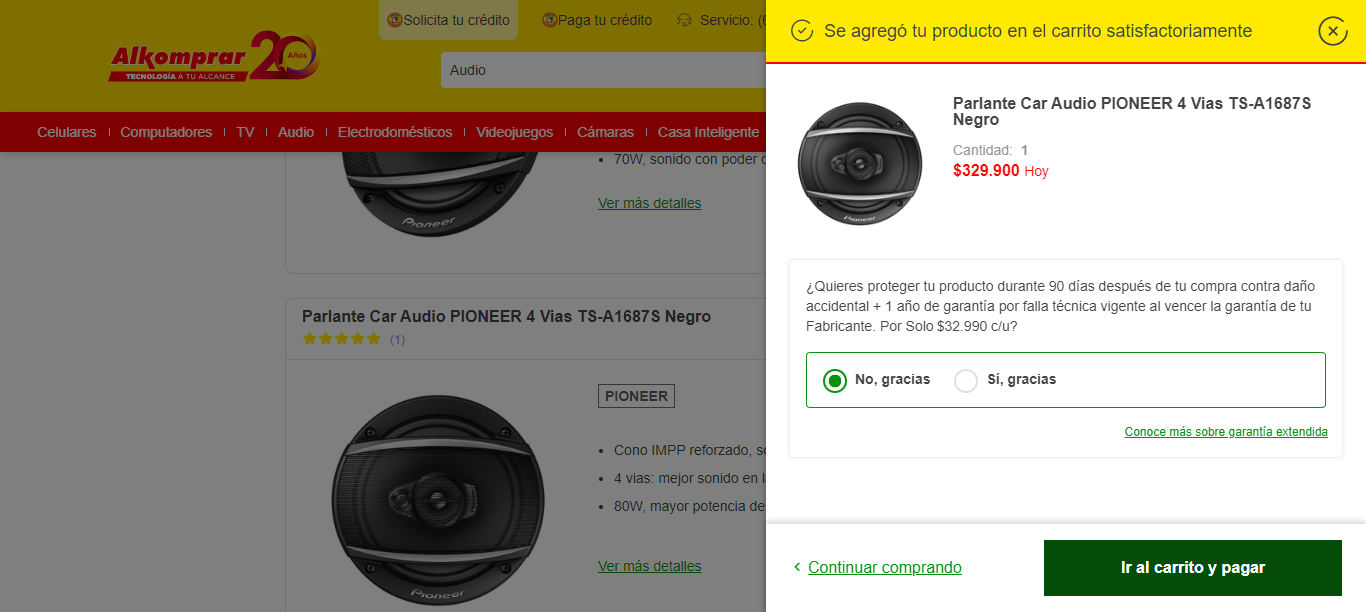 Solicita tu crédito
Paga tu crédito
Servicio: (6
Alkomprar 20 Años
TECNOLOGÍA A TU ALCANCE
Audio
Celulares
Computadores
TV
Audio
Electrodomésticos
Videojuegos
Cámaras
Casa Inteligente
70W, sonido con poder
Pioneer
Ver más detalles
Parlante Car Audio PIONEER 4 Vias TS-A1687S Negro
(1)
PIONEER
Cono IMPP reforzado,
4 vias: mejor sonido en
80W, mayor potencia de
Ver más detalles
Pioneer
Se agregó tu producto en el carrito satisfactoriamente
Parlante Car Audio PIONEER 4 Vias TS-A1687S
Negro
Cantidad: 1
$329.900 Hoy
Pioneer
¿Quieres proteger tu producto durante 90 días después de tu compra contra daño
accidental + 1 año de garantía por falla técnica vigente al vencer la garantía de tu
Fabricante. Por Solo $32.990 c/u?
No, gracias
Sí, gracias
Conoce más sobre garantía extendida
Continuar comprando
Ir al carrito y pagar